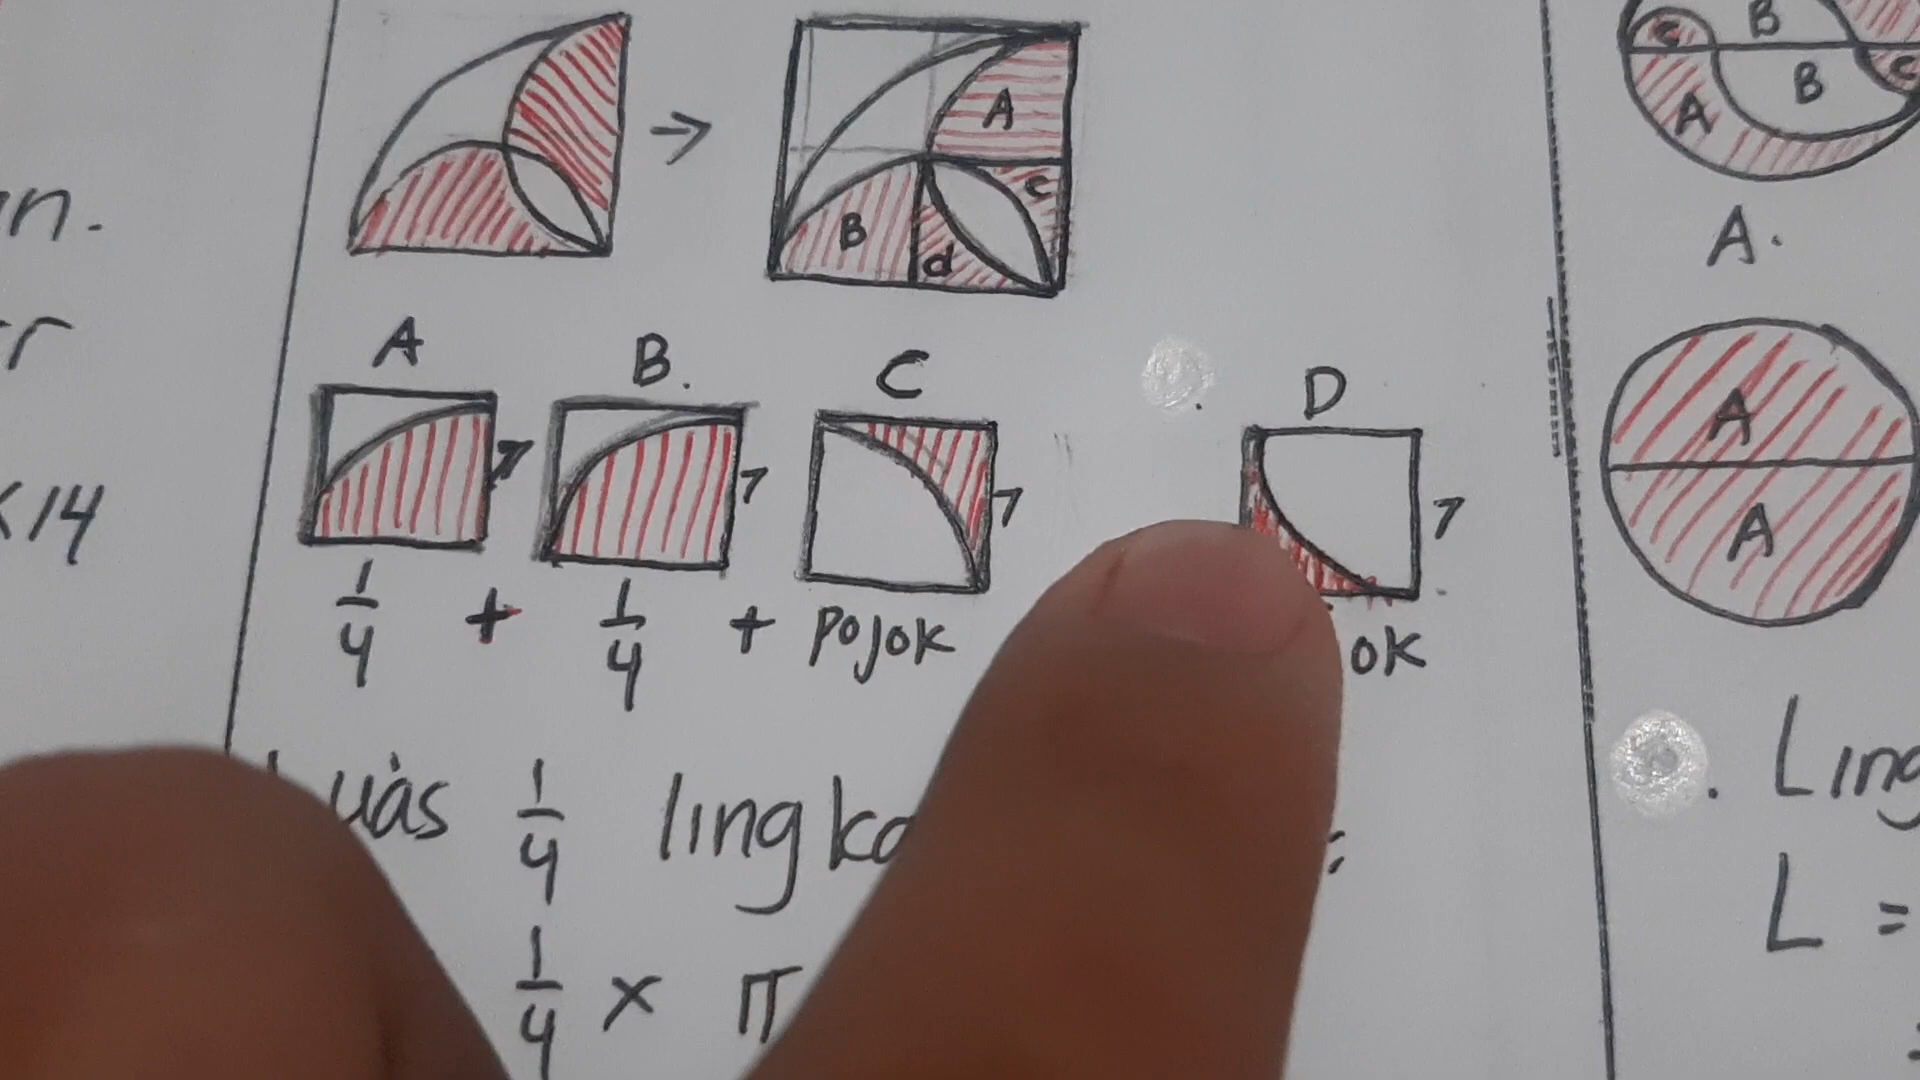 n.
r
<14
A
B
c
d
A B. C D
7 7 7 7
1/4 + 1/4 + Pojok ok
uas 1/4 lingka :
1/4 x π
c B c
A B
A.
A
A
. Ling
L =